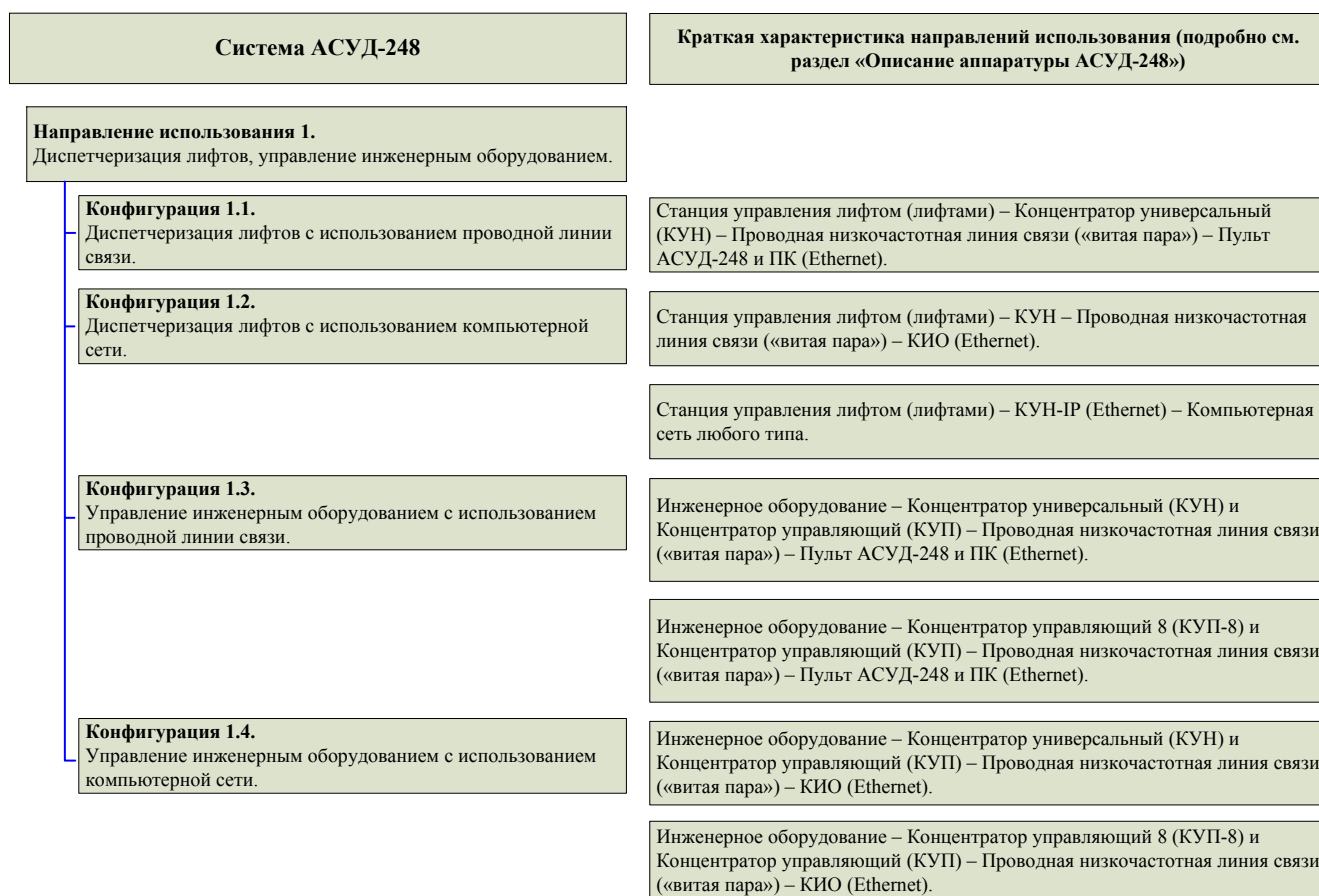 Система АСУД-248
Краткая характеристика направлений использования (подробно см.
раздел «Описание аппаратуры АСУД-248»)
Направление использования 1.
Диспетчеризация лифтов, управление инженерным оборудованием.
Конфигурация 1.1.
Диспетчеризация лифтов с использованием проводной линии
связи.
Станция управления лифтом (лифтами) – Концентратор универсальный
(КУН) – Проводная низкочастотная линия связи («витая пара») – Пульт
АСУД-248 и ПК (Ethernet).
Конфигурация 1.2.
Диспетчеризация лифтов с использованием компьютерной
сети.
Станция управления лифтом (лифтами) – КУН – Проводная низкочастотная
линия связи («витая пара») – КИО (Ethernet).
Станция управления лифтом (лифтами) – КУН-IP (Ethernet) – Компьютерная
сеть любого типа.
Конфигурация 1.3.
Управление инженерным оборудованием с использованием
проводной линии связи.
Инженерное оборудование – Концентратор универсальный (КУН) и
Концентратор управляющий (КУП) – Проводная низкочастотная линия связи
(«витая пара») – Пульт АСУД-248 и ПК (Ethernet).
Инженерное оборудование – Концентратор управляющий 8 (КУП-8) и
Концентратор управляющий (КУП) – Проводная низкочастотная линия связи
(«витая пара») – Пульт АСУД-248 и ПК (Ethernet).
Конфигурация 1.4.
Управление инженерным оборудованием с использованием
компьютерной сети.
Инженерное оборудование – Концентратор универсальный (КУН) и
Концентратор управляющий (КУП) – Проводная низкочастотная линия связи
(«витая пара») – КИО (Ethernet).
Инженерное оборудование – Концентратор управляющий 8 (КУП-8) и
Концентратор управляющий (КУП) – Проводная низкочастотная линия связи
(«витая пара») – КИО (Ethernet).